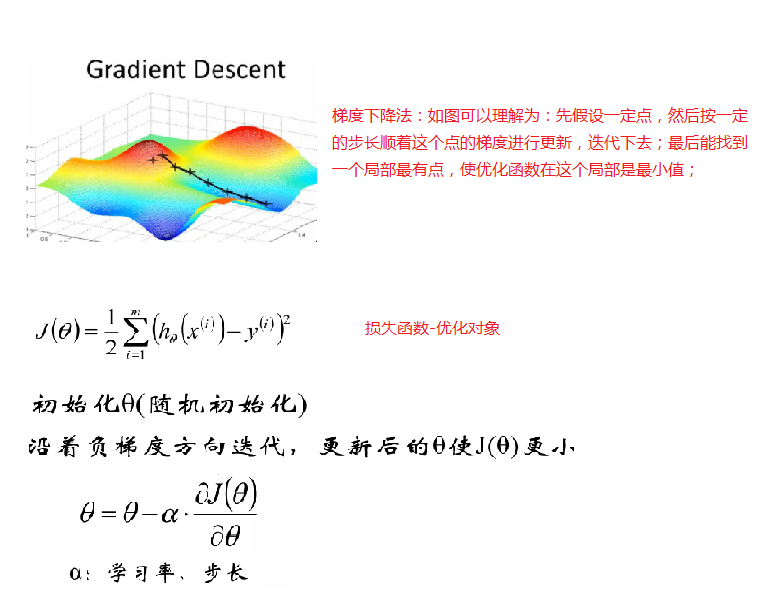 Gradient Descent
梯度下降法：如图可以理解为：先假设一定点，然后按一定
的步长顺着这个点的梯度进行更新，迭代下去；最后能找到
一个局部最有点，使优化函数在这个局部是最小值；
J(θ) = 1/2 ∑_{i=1}^{m} (h_θ(x^{(i)}) − y^{(i)})^2
损失函数-优化对象
初始化θ(随机初始化)
沿着负梯度方向迭代，更新后的θ使J(θ)更小
θ = θ − α · ∂J(θ)/∂θ
α：学习率、步长